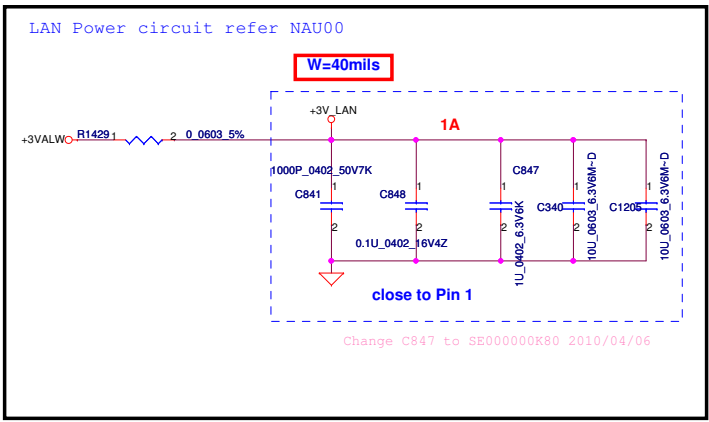 LAN Power circuit refer NAU00
W=40mils
+3V_LAN
1A
+3VALW
R1429
1
2
0_0603_5%
1000P_0402_50V7K
C841
1
2
C848
1
2
0.1U_0402_16V4Z
C847
1
2
1U_0402_6.3V6K
C340
1
2
10U_0603_6.3V6M~D
C1205
1
2
10U_0603_6.3V6M~D
close to Pin 1
Change C847 to SE000000K80 2010/04/06